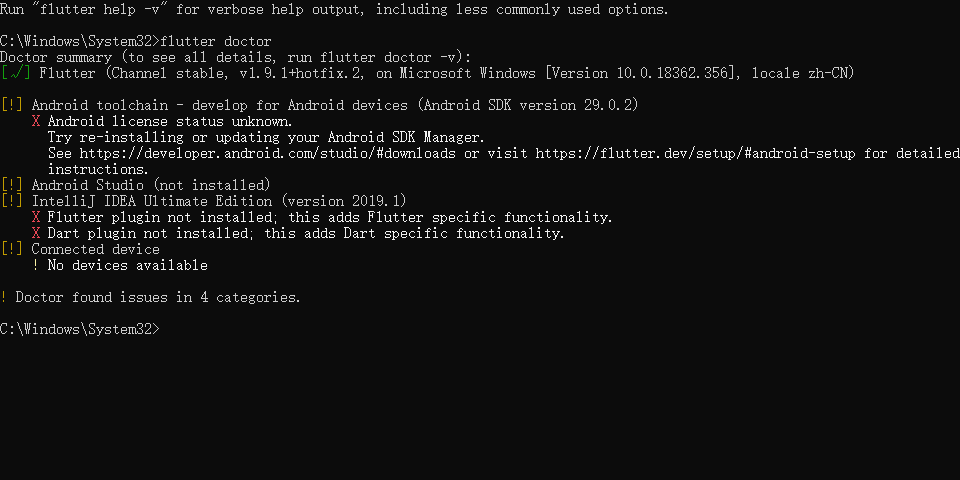 Run "flutter help -v" for verbose help output, including less commonly used options.
C:\Windows\System32>flutter doctor
Doctor summary (to see all details, run flutter doctor -v):
[√] Flutter (Channel stable, v1.9.1+hotfix.2, on Microsoft Windows [Version 10.0.18362.356], locale zh-CN)
[!] Android toolchain - develop for Android devices (Android SDK version 29.0.2)
X Android license status unknown.
Try re-installing or updating your Android SDK Manager.
See https://developer.android.com/studio/#downloads or visit https://flutter.dev/setup/#android-setup for detailed
instructions.
[!] Android Studio (not installed)
[!] IntelliJ IDEA Ultimate Edition (version 2019.1)
X Flutter plugin not installed; this adds Flutter specific functionality.
X Dart plugin not installed; this adds Dart specific functionality.
[!] Connected device
! No devices available
! Doctor found issues in 4 categories.
C:\Windows\System32>